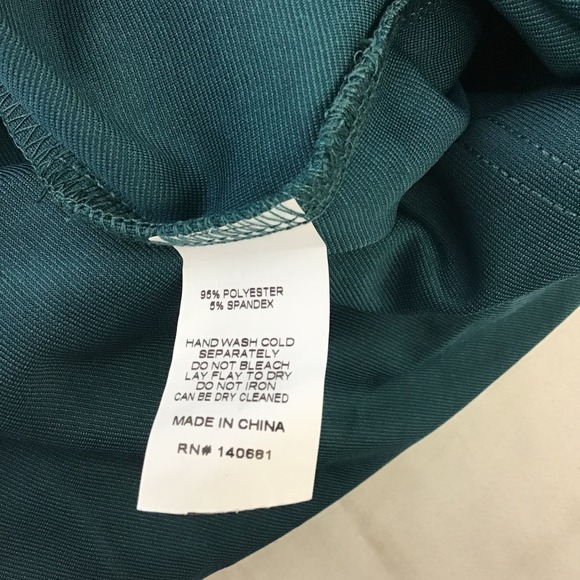 95% POLYESTER
5% SPANDEX
HAND WASH COLD
SEPARATELY
DO NOT BLEACH
LAY FLAY TO DRY
DO NOT IRON
CAN BE DRY CLEANED
MADE IN CHINA
RN# 140681